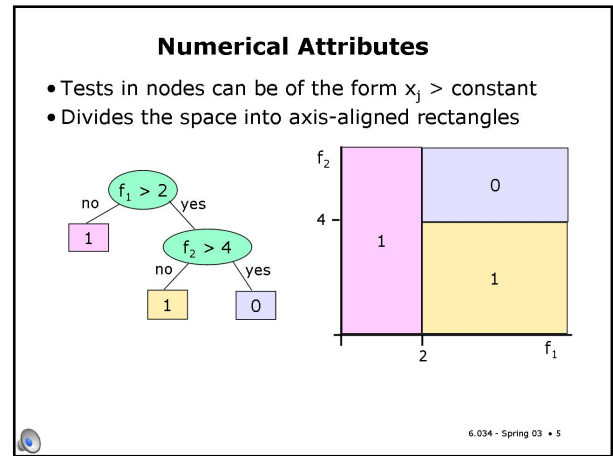 Numerical Attributes
• Tests in nodes can be of the form xj > constant
• Divides the space into axis-aligned rectangles
f1 > 2
no
yes
1
f2 > 4
no
yes
1
0
f2
0
4
1
1
2
f1
6.034 - Spring 03 • 5